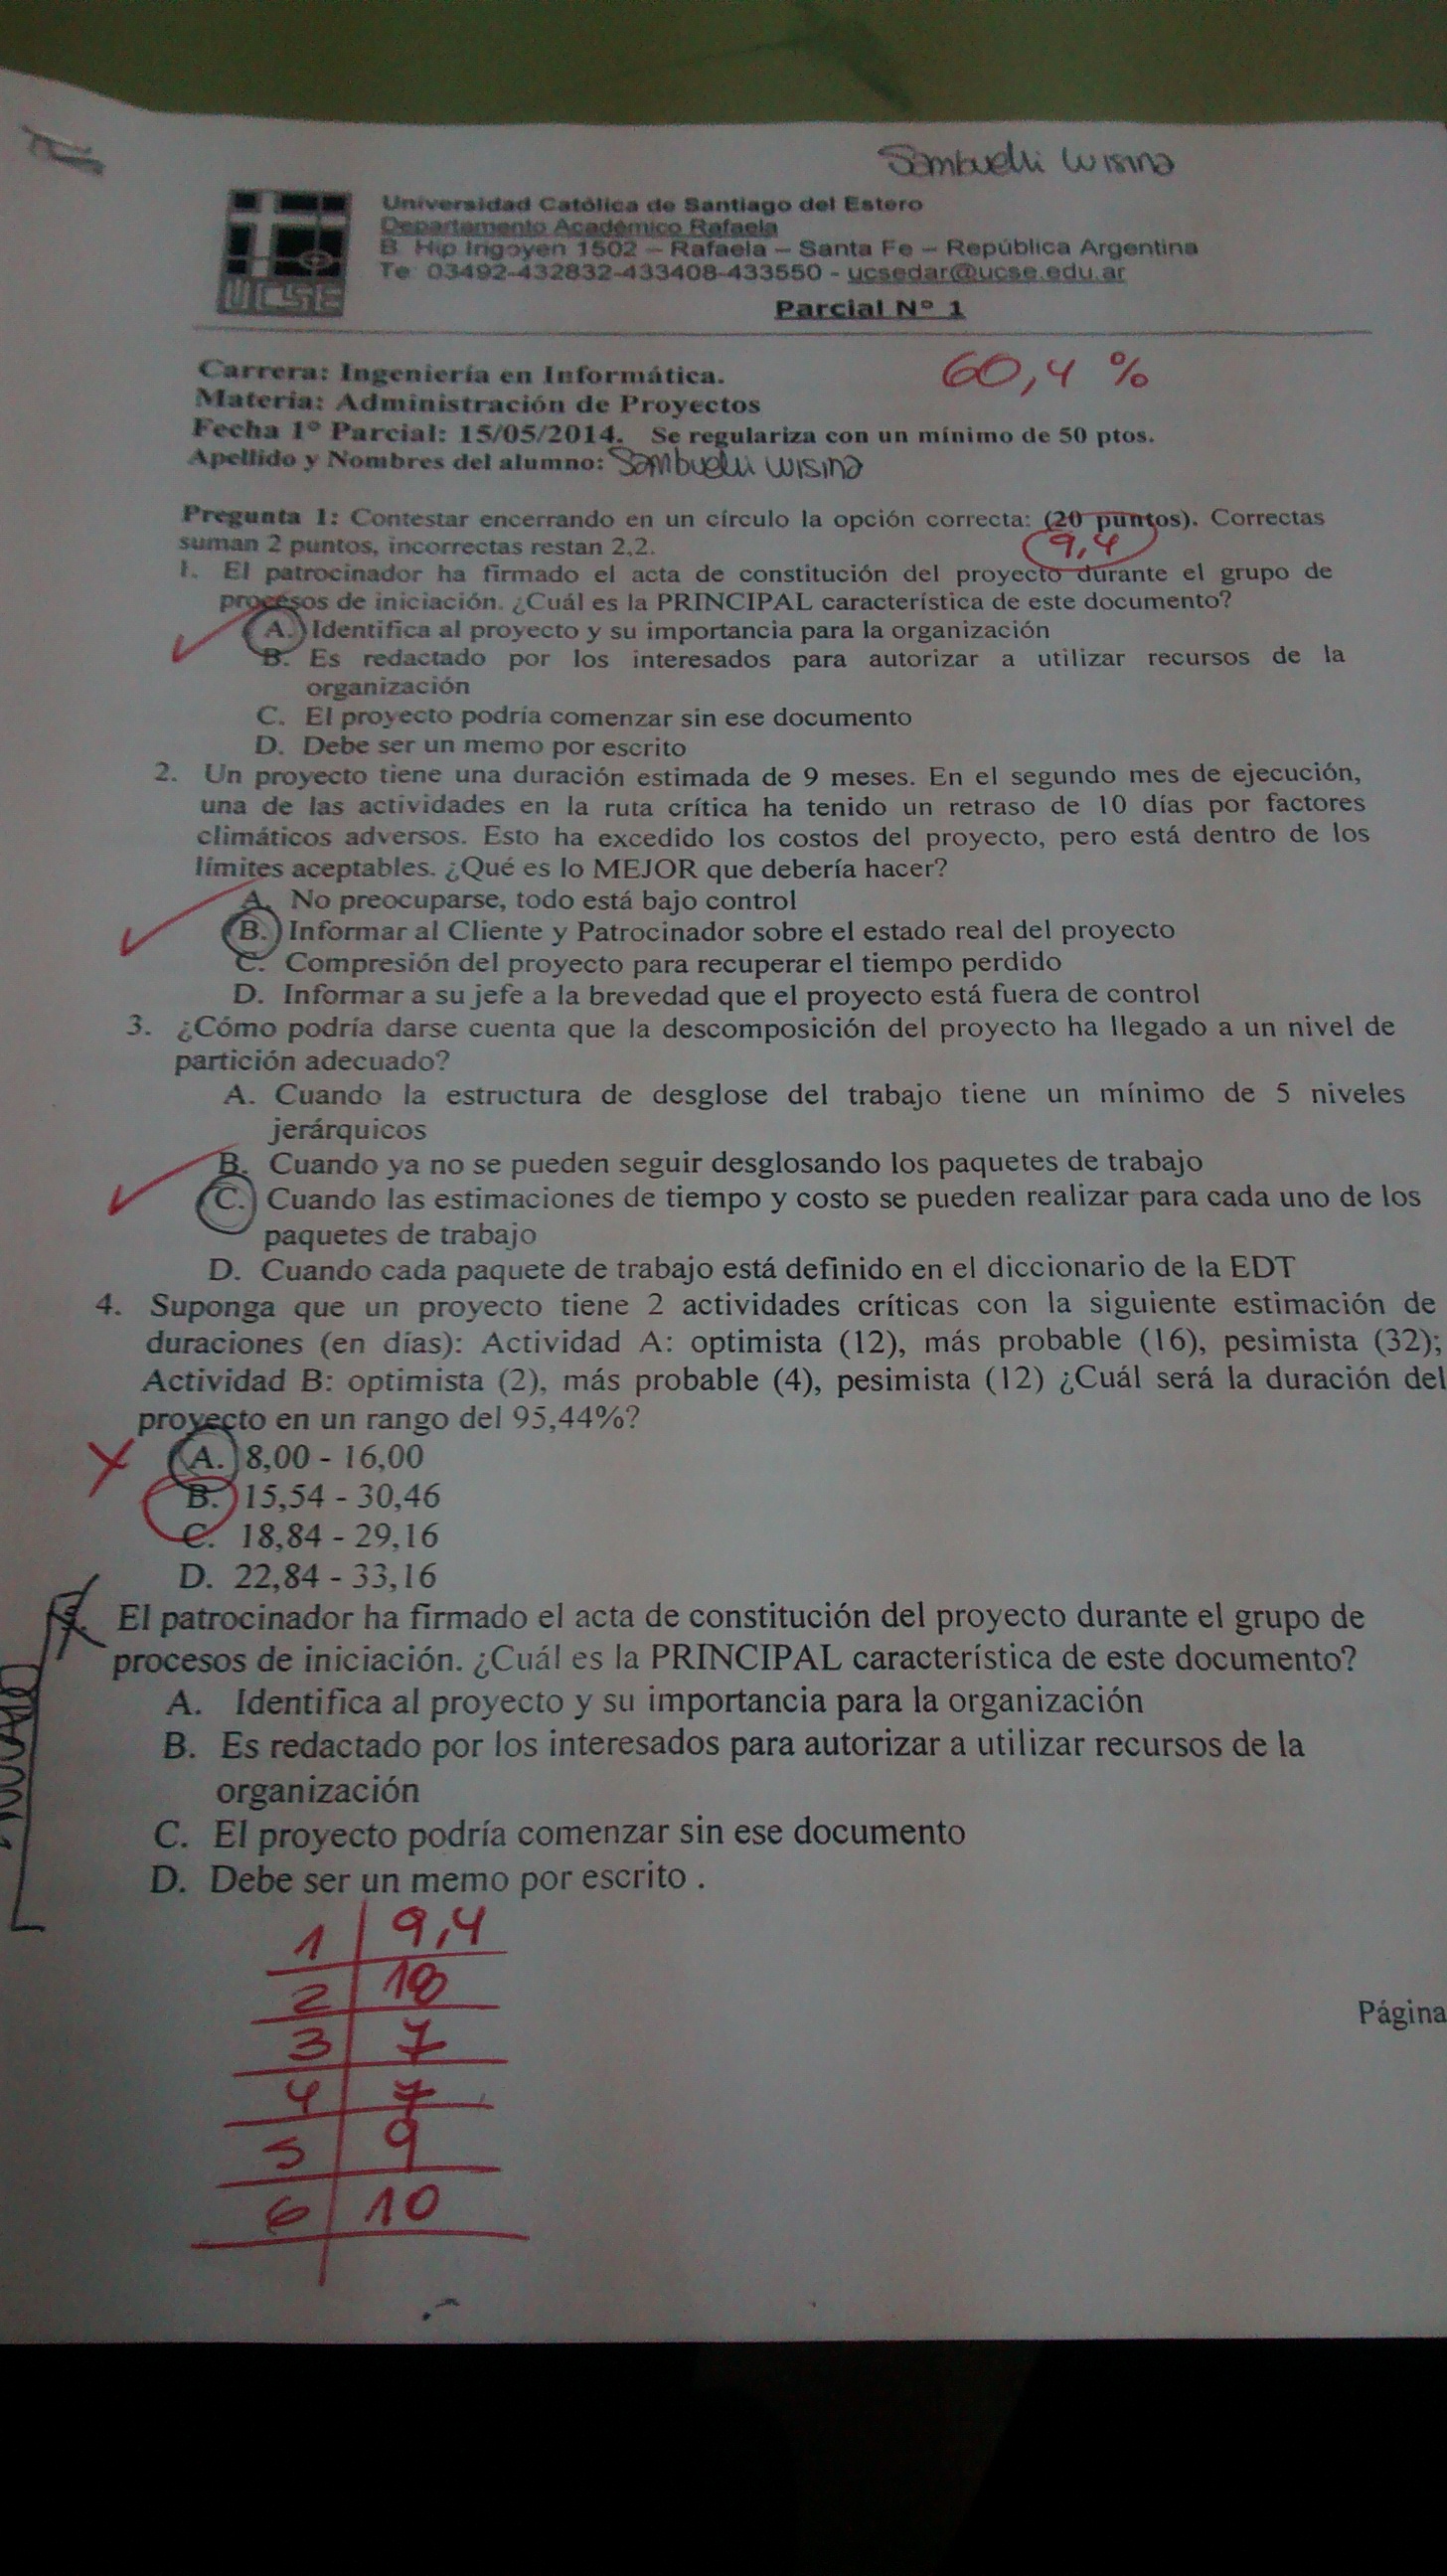 Sambuelli Luisina
UCSE
Universidad Católica de Santiago del Estero
Departamento Académico Rafaela
B. Hip Irigoyen 1502 – Rafaela – Santa Fe – República Argentina
Te: 03492-432832-433408-433550 - ucsedar@ucse.edu.ar
Parcial Nº 1
60,4 %
Carrera: Ingeniería en Informática.
Materia: Administración de Proyectos
Fecha 1º Parcial: 15/05/2014. Se regulariza con un mínimo de 50 ptos.
Apellido y Nombres del alumno: Sambuelli Luisina
Pregunta 1: Contestar encerrando en un círculo la opción correcta: (20 puntos). Correctas
suman 2 puntos, incorrectas restan 2,2.
9,4
1. El patrocinador ha firmado el acta de constitución del proyecto durante el grupo de
procesos de iniciación. ¿Cuál es la PRINCIPAL característica de este documento?
A. Identifica al proyecto y su importancia para la organización
B. Es redactado por los interesados para autorizar a utilizar recursos de la
organización
C. El proyecto podría comenzar sin ese documento
D. Debe ser un memo por escrito
2. Un proyecto tiene una duración estimada de 9 meses. En el segundo mes de ejecución,
una de las actividades en la ruta crítica ha tenido un retraso de 10 días por factores
climáticos adversos. Esto ha excedido los costos del proyecto, pero está dentro de los
límites aceptables. ¿Qué es lo MEJOR que debería hacer?
A. No preocuparse, todo está bajo control
B. Informar al Cliente y Patrocinador sobre el estado real del proyecto
C. Compresión del proyecto para recuperar el tiempo perdido
D. Informar a su jefe a la brevedad que el proyecto está fuera de control
3. ¿Cómo podría darse cuenta que la descomposición del proyecto ha llegado a un nivel de
partición adecuado?
A. Cuando la estructura de desglose del trabajo tiene un mínimo de 5 niveles
jerárquicos
B. Cuando ya no se pueden seguir desglosando los paquetes de trabajo
C. Cuando las estimaciones de tiempo y costo se pueden realizar para cada uno de los
paquetes de trabajo
D. Cuando cada paquete de trabajo está definido en el diccionario de la EDT
4. Suponga que un proyecto tiene 2 actividades críticas con la siguiente estimación de
duraciones (en días): Actividad A: optimista (12), más probable (16), pesimista (32);
Actividad B: optimista (2), más probable (4), pesimista (12) ¿Cuál será la duración del
proyecto en un rango del 95,44%?
A. 8,00 - 16,00
B. 15,54 - 30,46
C. 18,84 - 29,16
D. 22,84 - 33,16
El patrocinador ha firmado el acta de constitución del proyecto durante el grupo de
procesos de iniciación. ¿Cuál es la PRINCIPAL característica de este documento?
A. Identifica al proyecto y su importancia para la organización
B. Es redactado por los interesados para autorizar a utilizar recursos de la
organización
C. El proyecto podría comenzar sin ese documento
D. Debe ser un memo por escrito .
1 9,4
2 18
3 7
4 7
5 9
6 10
Página